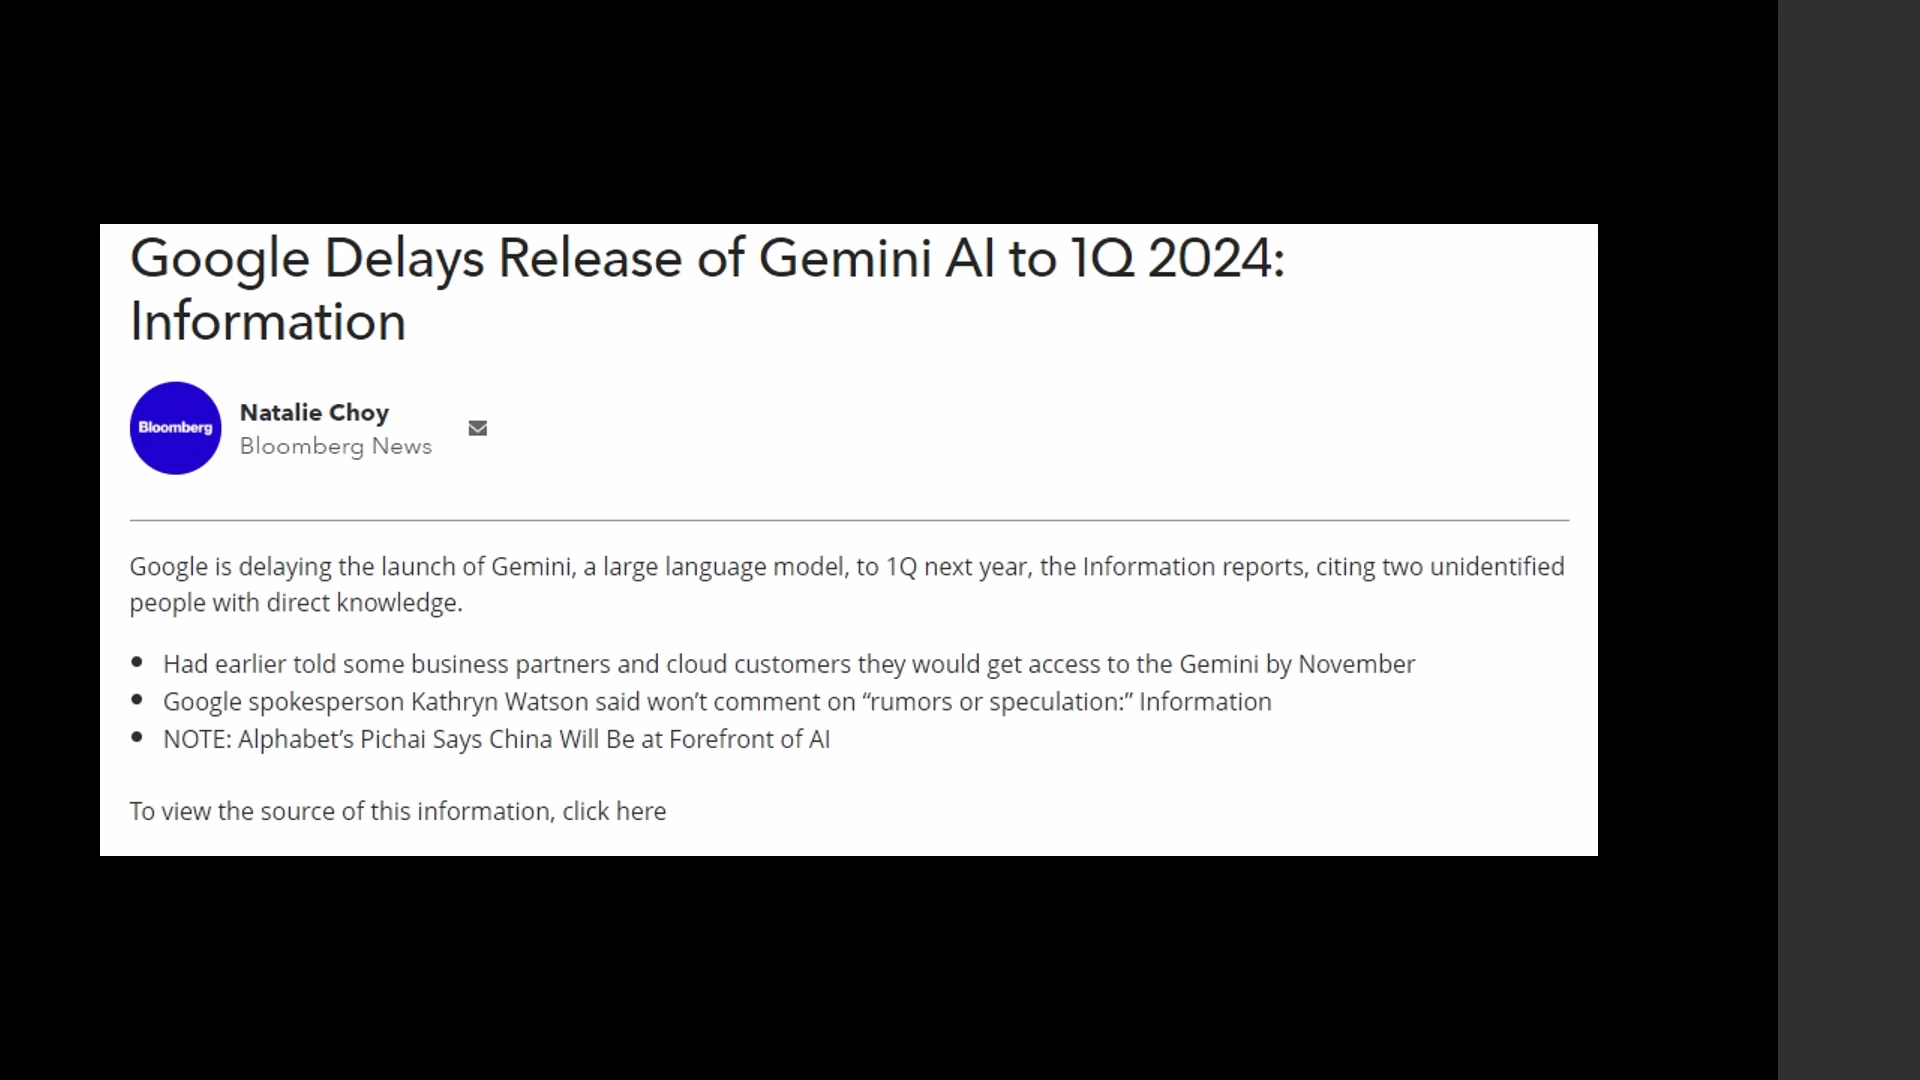 Google Delays Release of Gemini AI to 1Q 2024:
Information
Bloomberg
Natalie Choy
Bloomberg News
Google is delaying the launch of Gemini, a large language model, to 1Q next year, the Information reports, citing two unidentified
people with direct knowledge.
• Had earlier told some business partners and cloud customers they would get access to the Gemini by November
• Google spokesperson Kathryn Watson said won’t comment on “rumors or speculation:” Information
• NOTE: Alphabet’s Pichai Says China Will Be at Forefront of AI
To view the source of this information, click here